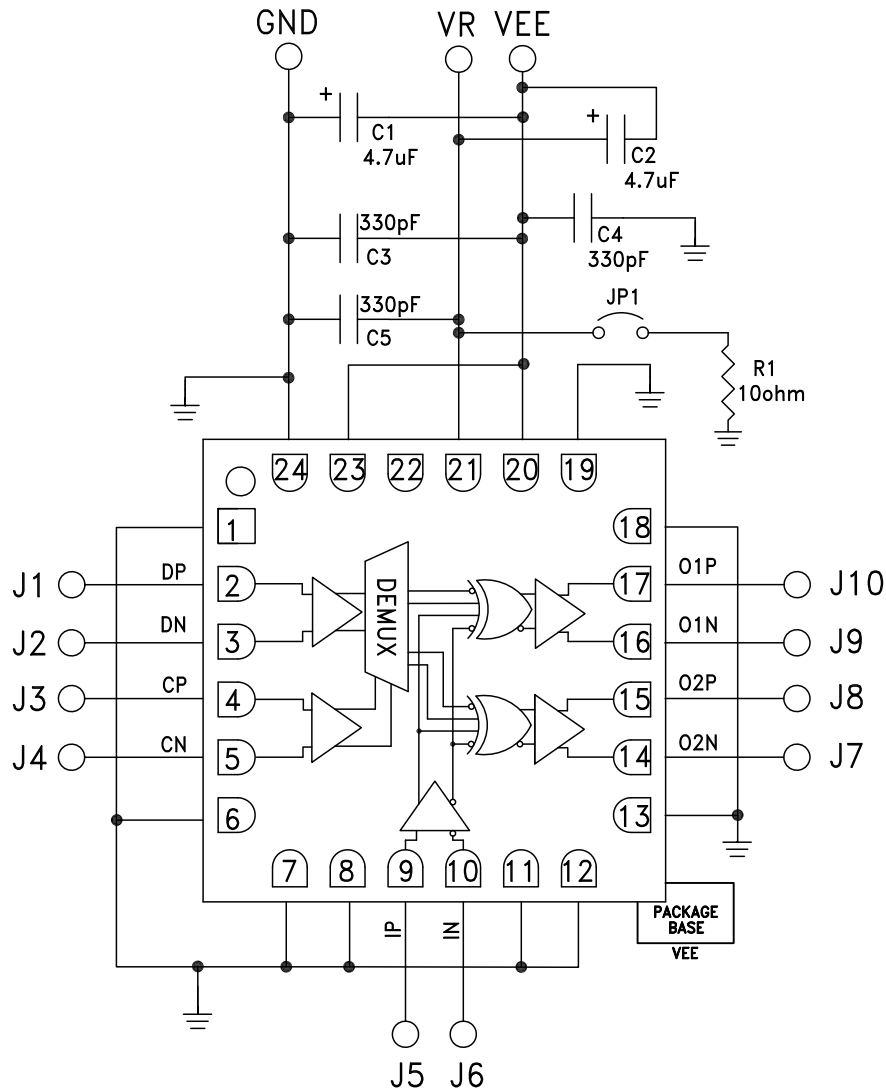 GND VR VEE
+ C1
4.7uF
+ C2
4.7uF
330pF
C3
C4
330pF
330pF
C5
JP1
R1
10ohm
24 23 22 21 20 19
1 18
J1 DP 2 17 O1P J10
J2 DN 3 16 O1N J9
J3 CP 4 15 O2P J8
J4 CN 5 14 O2N J7
6 13
DEMUX
7 8 9 10 11 12
IP IN
PACKAGE
BASE
VEE
J5 J6